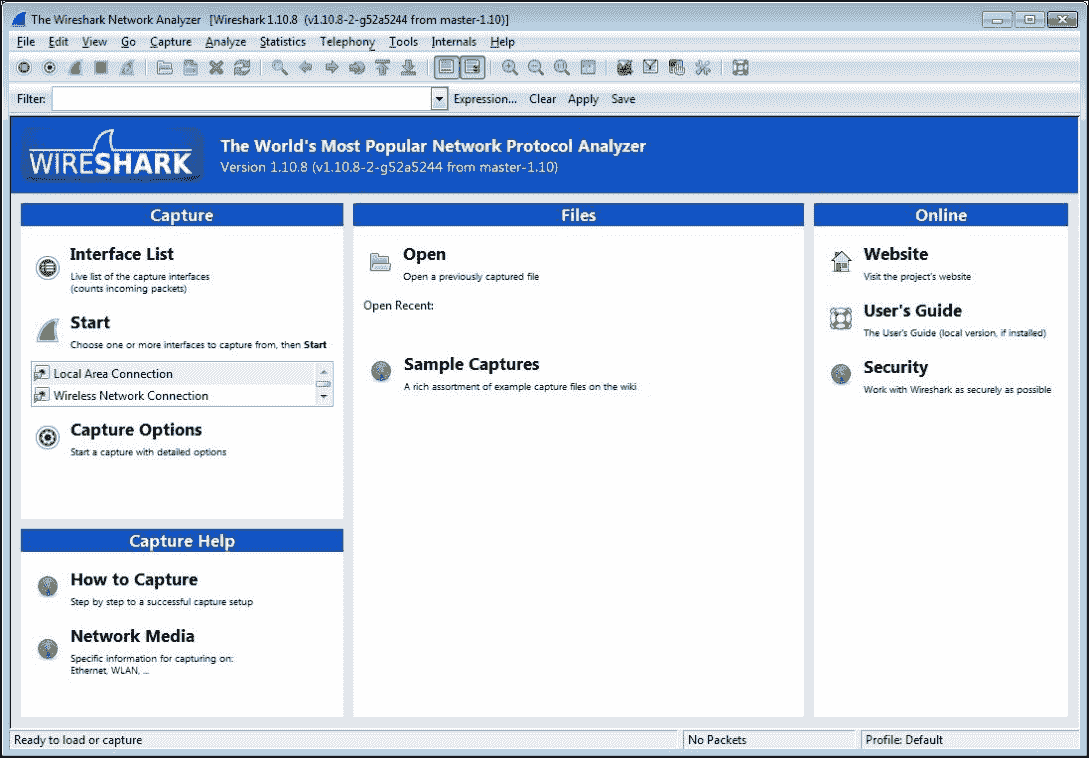 The Wireshark Network Analyzer [Wireshark 1.10.8 (v1.10.8-2-g52a5244 from master-1.10)]
File Edit View Go Capture Analyze Statistics Telephony Tools Internals Help
Filter: Expression... Clear Apply Save
WIRESHARK
The World's Most Popular Network Protocol Analyzer
Version 1.10.8 (v1.10.8-2-g52a5244 from master-1.10)
Capture
Interface List
Live list of the capture interfaces
(counts incoming packets)
Start
Choose one or more interfaces to capture from, then Start
Local Area Connection
Wireless Network Connection
Capture Options
Start a capture with detailed options
Capture Help
How to Capture
Step by step to a successful capture setup
Network Media
Specific information for capturing on:
Ethernet, WLAN, ...
Files
Open
Open a previously captured file
Open Recent:
Sample Captures
A rich assortment of example capture files on the wiki
Online
Website
Visit the project's website
User's Guide
The User's Guide (local version, if installed)
Security
Work with Wireshark as securely as possible
Ready to load or capture
No Packets
Profile: Default